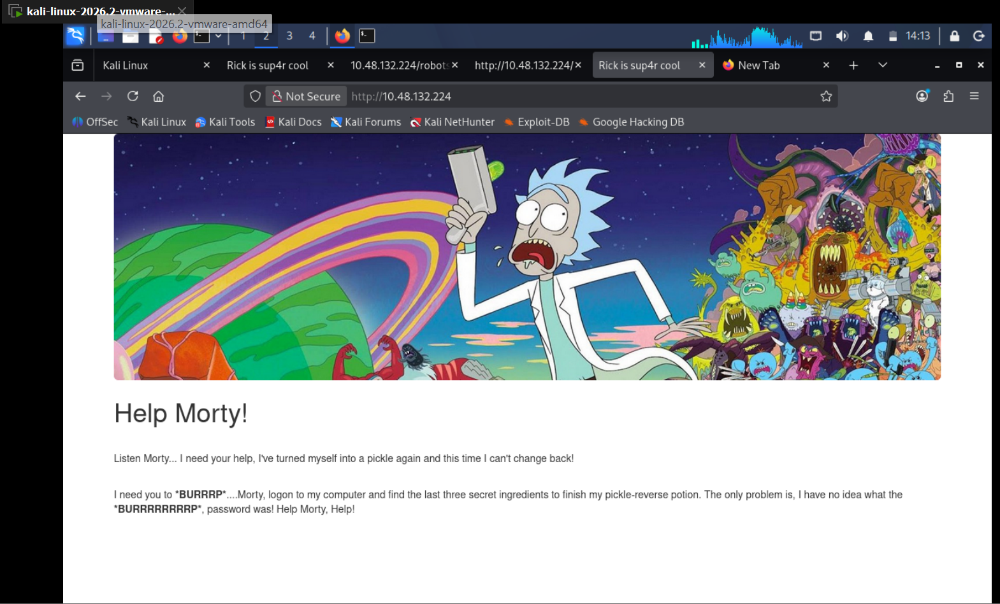 kali-linux-2026.2-vmware-...
kali-linux-2026.2-vmware-amd64
1 2 3 4
14:13
Kali Linux
Rick is sup4r cool
10.48.132.224/robots
http://10.48.132.224/
Rick is sup4r cool
New Tab
Not Secure
http://10.48.132.224
OffSec
Kali Linux
Kali Tools
Kali Docs
Kali Forums
Kali NetHunter
Exploit-DB
Google Hacking DB
Help Morty!
Listen Morty... I need your help, I've turned myself into a pickle again and this time I can't change back!
I need you to *BURRRP*....Morty, logon to my computer and find the last three secret ingredients to finish my pickle-reverse potion. The only problem is, I have no idea what the
*BURRRRRRRRP*, password was! Help Morty, Help!